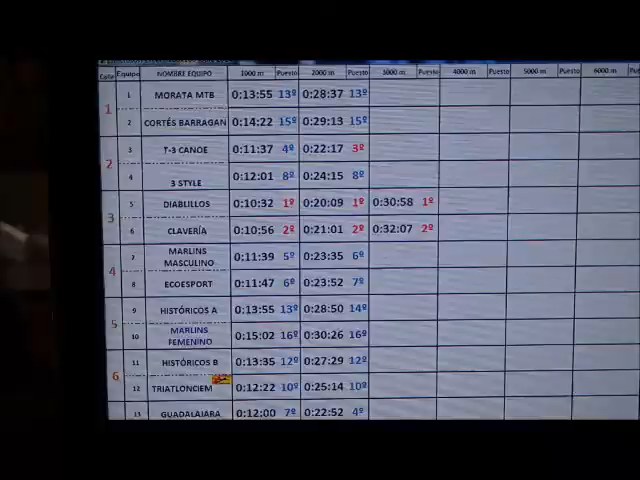 Calle Equipo NOMBRE EQUIPO 1000 m Puesto 2000 m Puesto 3000 m Puesto 4000 m Puesto 5000 m Puesto 6000 m
1 1 MORATA MTB 0:13:55 13º 0:28:37 13º
2 CORTÉS BARRAGAN 0:14:22 15º 0:29:13 15º
2 3 T-3 CANOE 0:11:37 4º 0:22:17 3º
4 3 STYLE 0:12:01 8º 0:24:15 8º
3 5 DIABLILLOS 0:10:32 1º 0:20:09 1º 0:30:58 1º
6 CLAVERÍA 0:10:56 2º 0:21:01 2º 0:32:07 2º
4 7 MARLINS MASCULINO 0:11:39 5º 0:23:35 6º
8 ECOESPORT 0:11:47 6º 0:23:52 7º
5 9 HISTÓRICOS A 0:13:55 13º 0:28:50 14º
10 MARLINS FEMENINO 0:15:02 16º 0:30:26 16º
6 11 HISTÓRICOS B 0:13:35 12º 0:27:29 12º
12 TRIATLONCIEM 0:12:22 10º 0:25:14 10º
13 GUADALAJARA 0:12:00 7º 0:22:52 4º